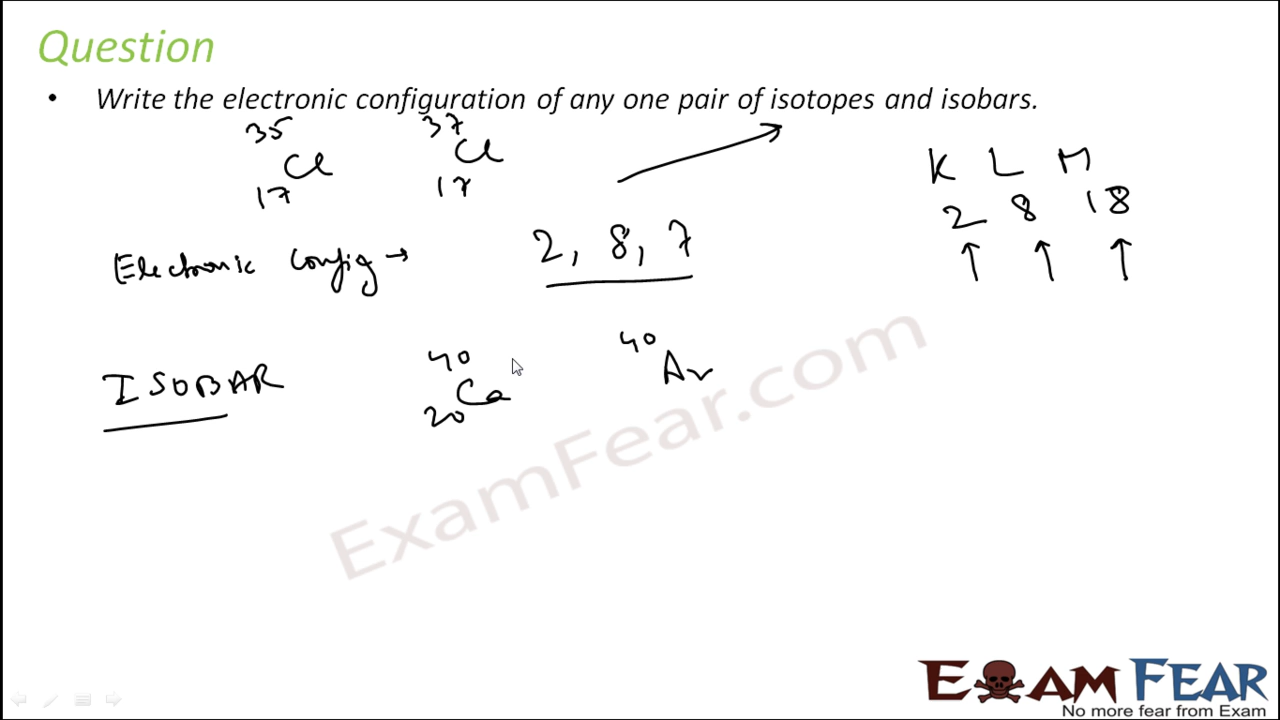 Question
• Write the electronic configuration of any one pair of isotopes and isobars.
35 Cl 17 37 Cl 17
K L M
2 8 18
Electronic Config → 2, 8, 7
ISOBAR 40 Ca 20 40 Ar
ExamFear.com
EXAM FEAR
No more fear from Exam